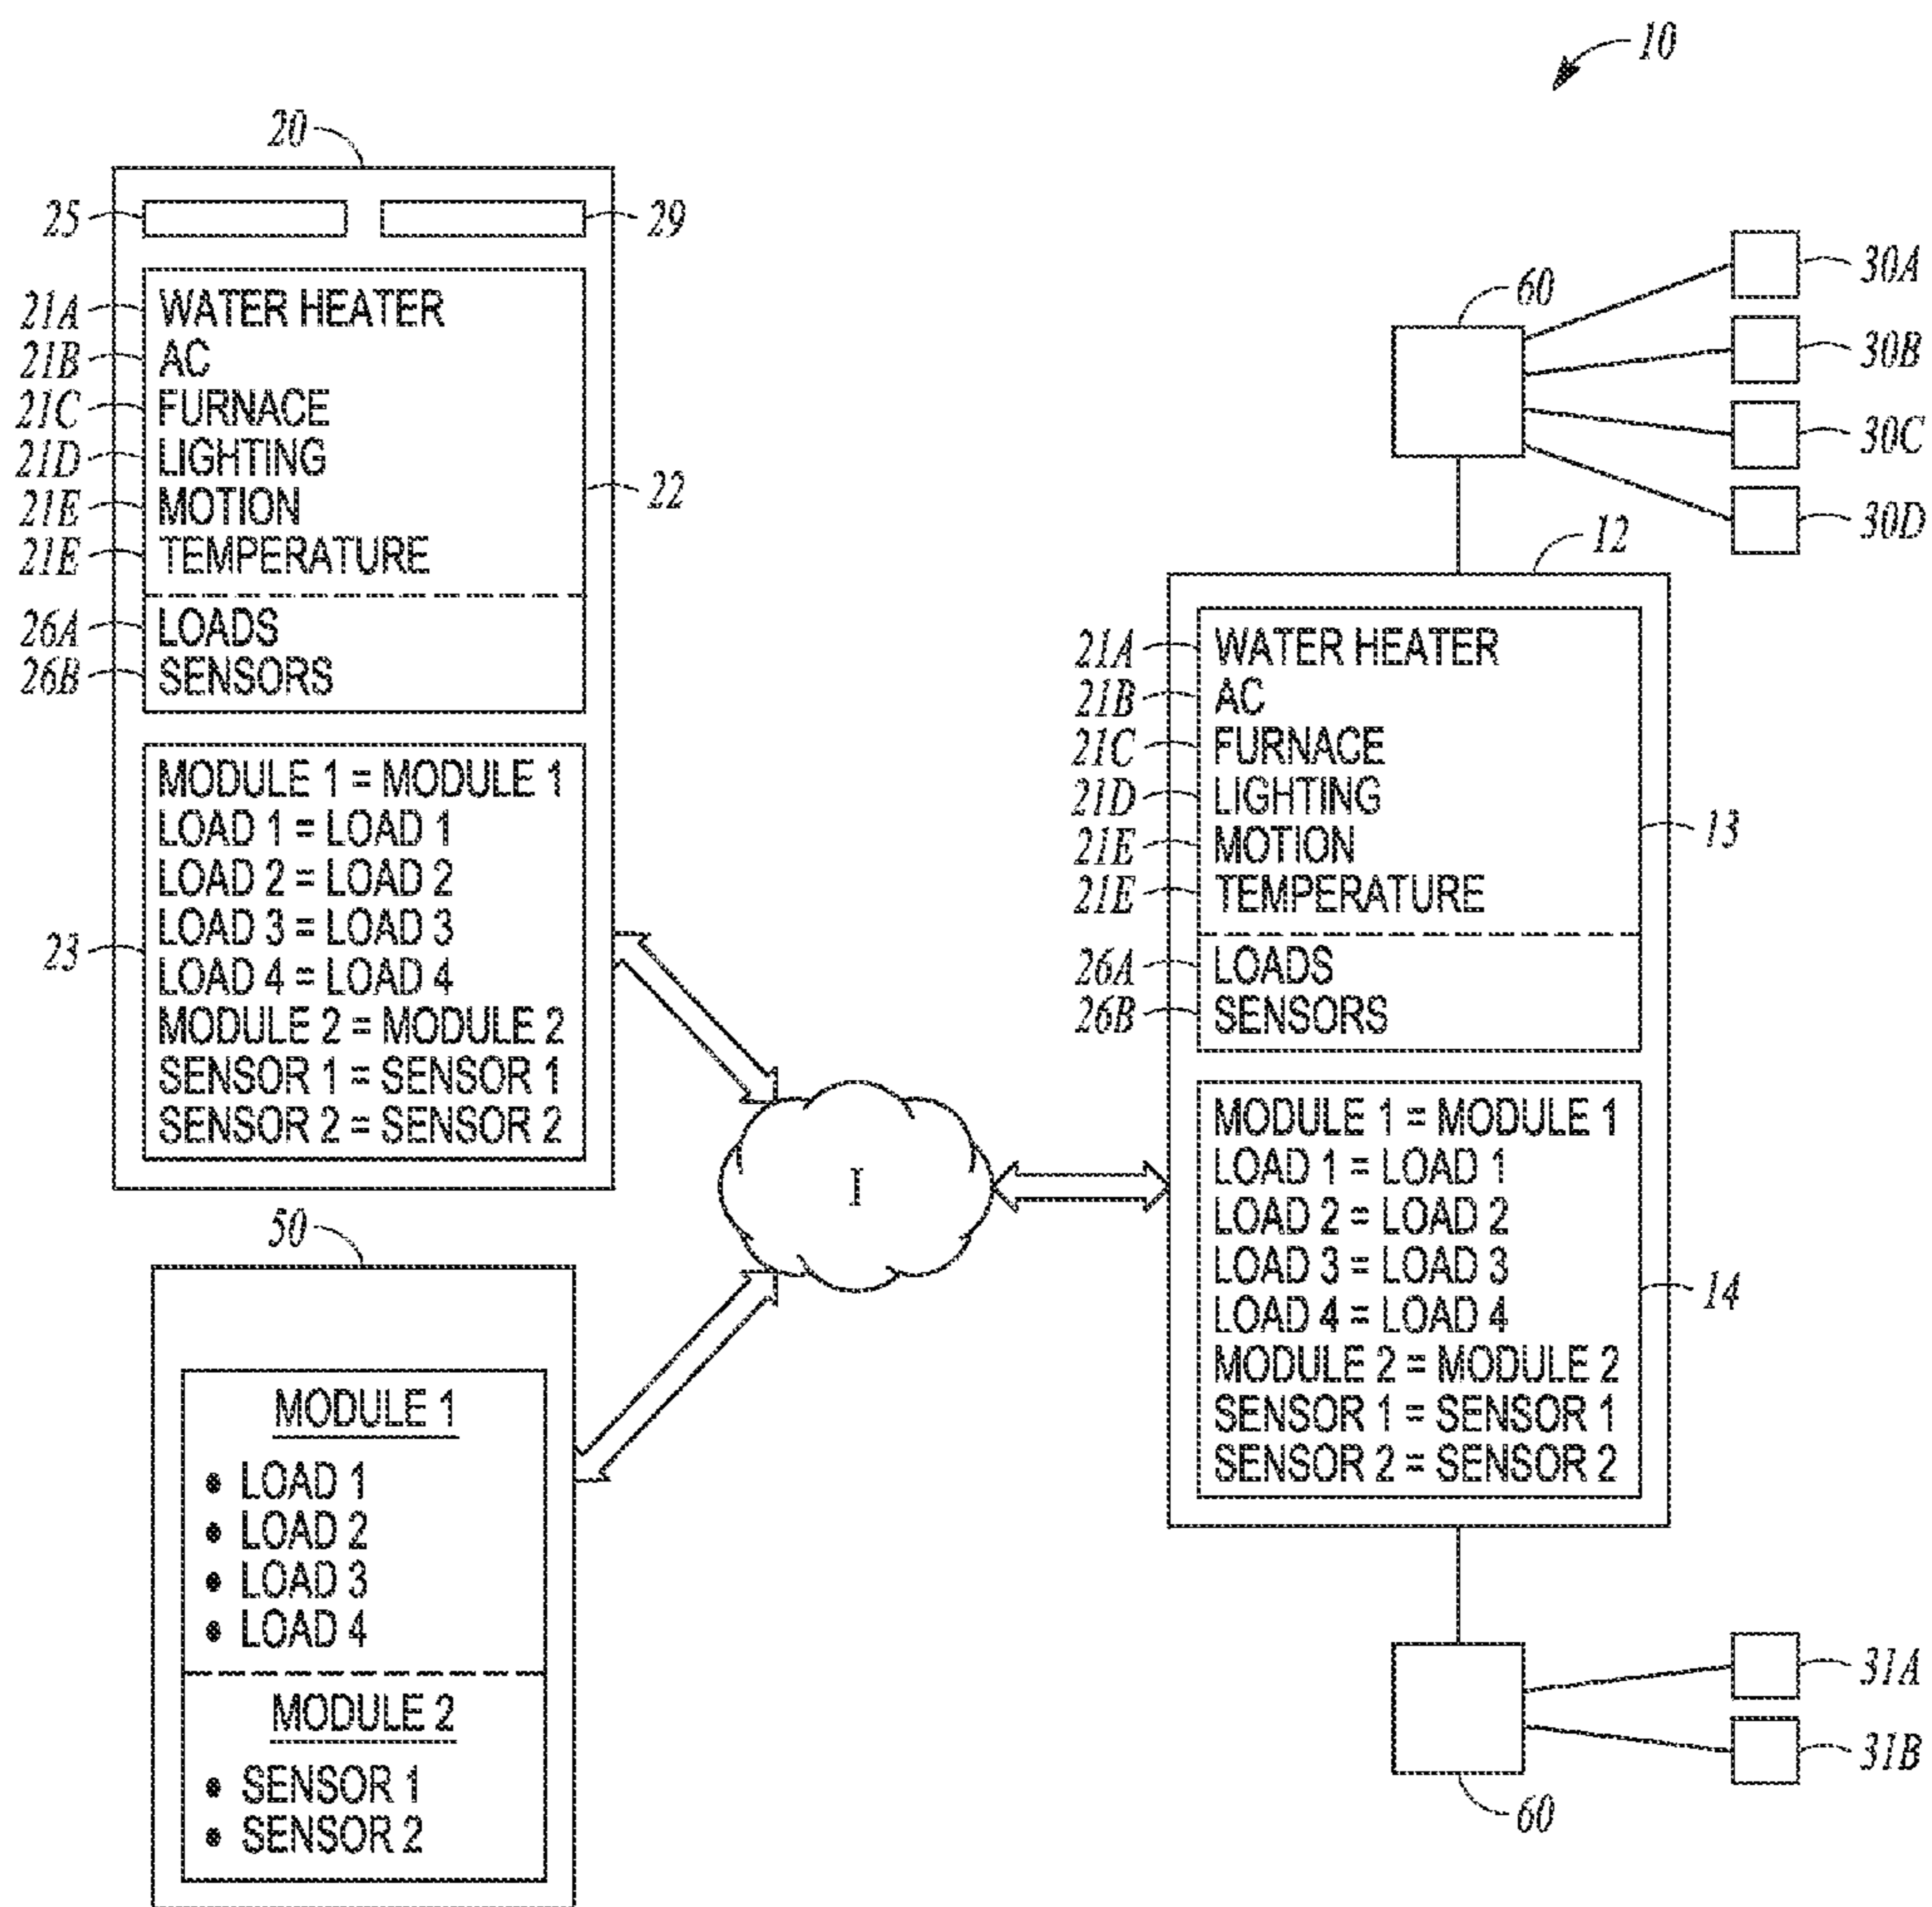 10
20
25
29
21A WATER HEATER
21B AC
21C FURNACE
21D LIGHTING
21E MOTION
21E TEMPERATURE
22
26A LOADS
26B SENSORS
MODULE 1 = MODULE 1
LOAD 1 = LOAD 1
LOAD 2 = LOAD 2
LOAD 3 = LOAD 3
LOAD 4 = LOAD 4
MODULE 2 = MODULE 2
SENSOR 1 = SENSOR 1
SENSOR 2 = SENSOR 2
23
50
MODULE 1
• LOAD 1
• LOAD 2
• LOAD 3
• LOAD 4
MODULE 2
• SENSOR 1
• SENSOR 2
I
60
30A
30B
30C
30D
12
21A WATER HEATER
21B AC
21C FURNACE
21D LIGHTING
21E MOTION
21E TEMPERATURE
13
26A LOADS
26B SENSORS
MODULE 1 = MODULE 1
LOAD 1 = LOAD 1
LOAD 2 = LOAD 2
LOAD 3 = LOAD 3
LOAD 4 = LOAD 4
MODULE 2 = MODULE 2
SENSOR 1 = SENSOR 1
SENSOR 2 = SENSOR 2
14
31A
31B
60